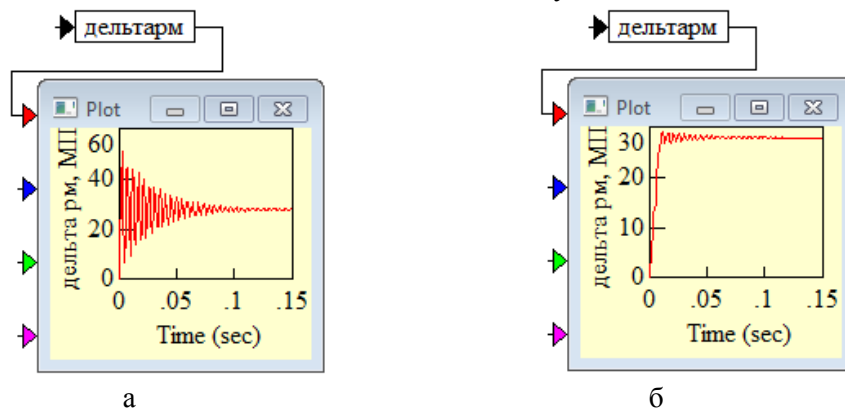 дельтарм
Plot
дельта рм, МП
60
40
20
0
0 .05 .1 .15
Time (sec)
а
дельтарм
Plot
дельта рм, МП
30
20
10
0
0 .05 .1 .15
Time (sec)
б